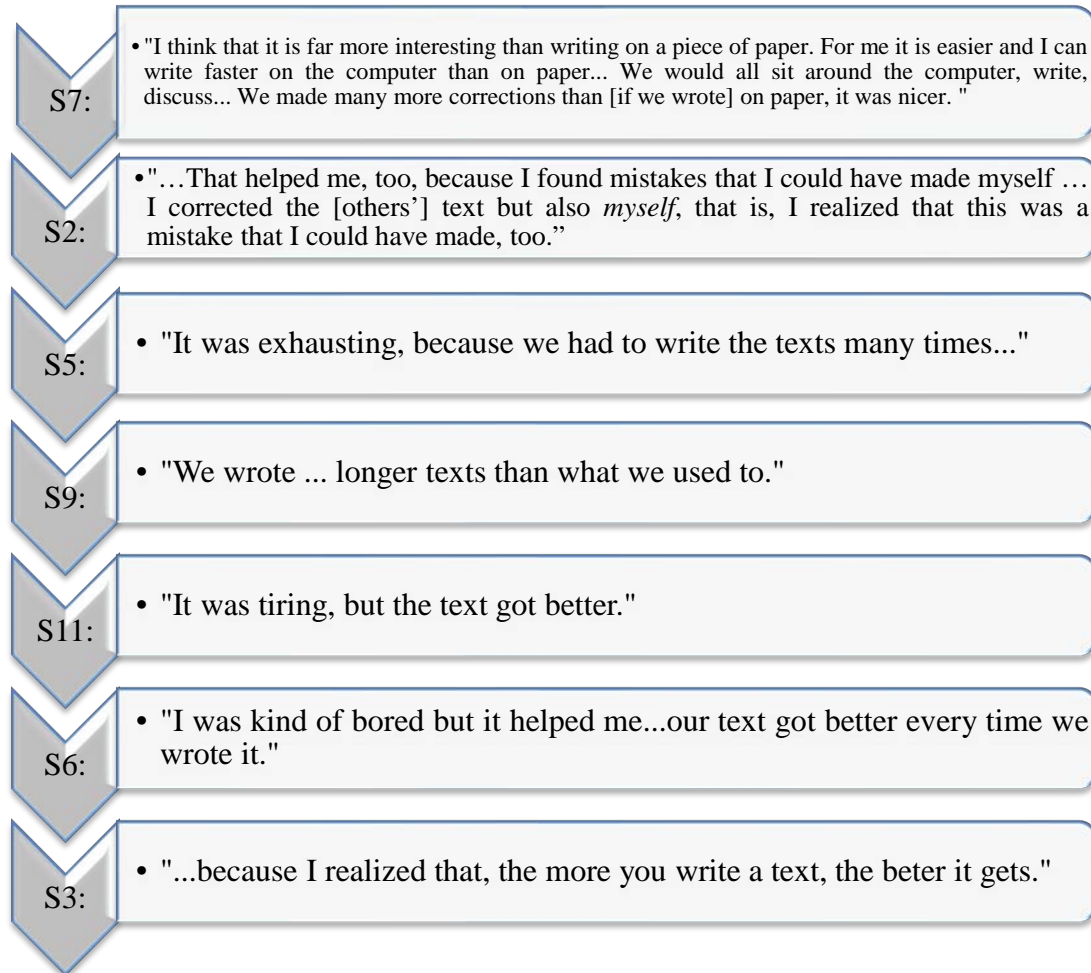 S7:
• "I think that it is far more interesting than writing on a piece of paper. For me it is easier and I can
write faster on the computer than on paper... We would all sit around the computer, write,
discuss... We made many more corrections than [if we wrote] on paper, it was nicer. "
S2:
• "…That helped me, too, because I found mistakes that I could have made myself …
I corrected the [others’] text but also myself, that is, I realized that this was a
mistake that I could have made, too.”
S5:
• "It was exhausting, because we had to write the texts many times..."
S9:
• "We wrote ... longer texts than what we used to."
S11:
• "It was tiring, but the text got better."
S6:
• "I was kind of bored but it helped me...our text got better every time we
wrote it."
S3:
• "...because I realized that, the more you write a text, the beter it gets."